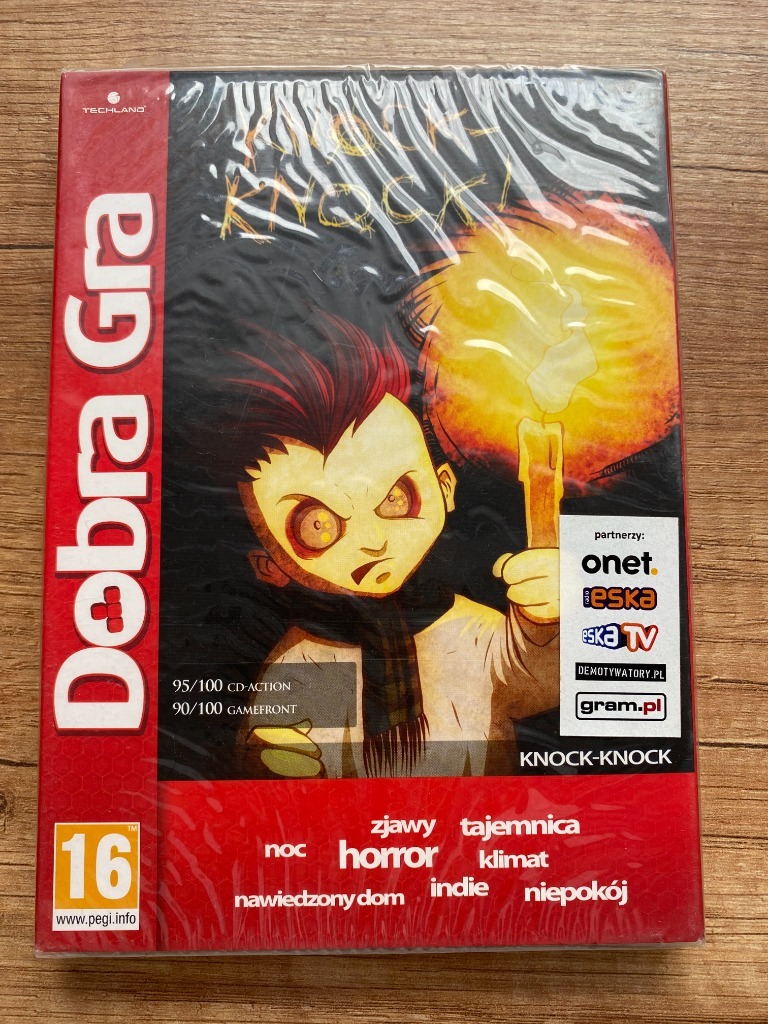 TECHLAND
Dobra Gra
KNOCK-
KNOCK!
partnerzy:
onet.
radio eska
eska TV
DEMOTYWATORY.PL
gram.pl
95/100 CD-ACTION
90/100 GAMEFRONT
KNOCK-KNOCK
zjawy tajemnica
noc horror klimat
nawiedzony dom indie niepokój
16
www.pegi.info